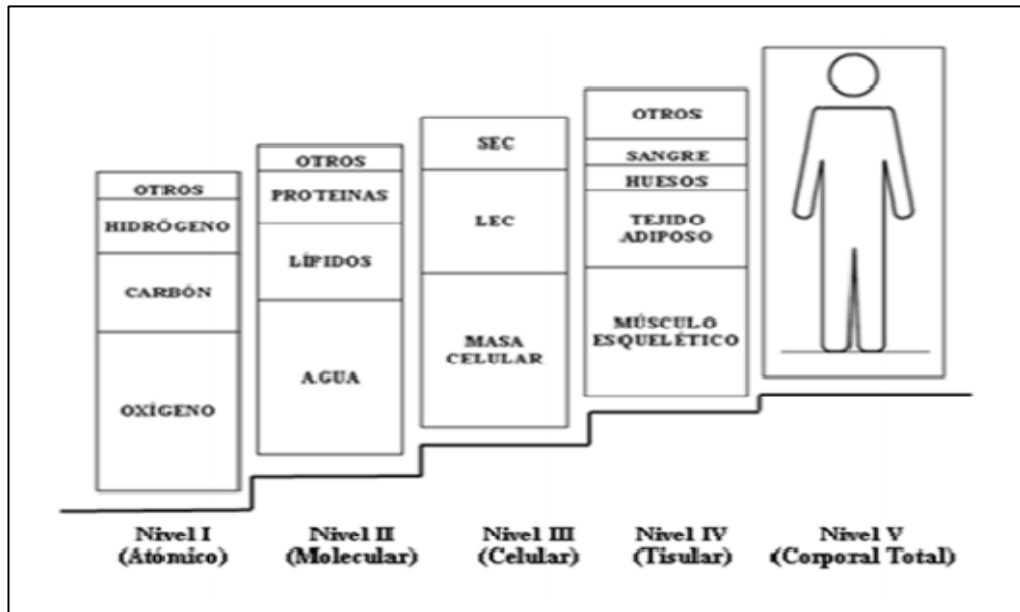 OTROS
HIDRÓGENO
CARBÓN
OXÍGENO
OTROS
PROTEINAS
LÍPIDOS
AGUA
SEC
LEC
MASA
CELULAR
OTROS
SANGRE
HUESOS
TEJIDO
ADIPOSO
MÚSCULO
ESQUELÉTICO
Nivel I
(Atómico)
Nivel II
(Molecular)
Nivel III
(Celular)
Nivel IV
(Tisular)
Nivel V
(Corporal Total)